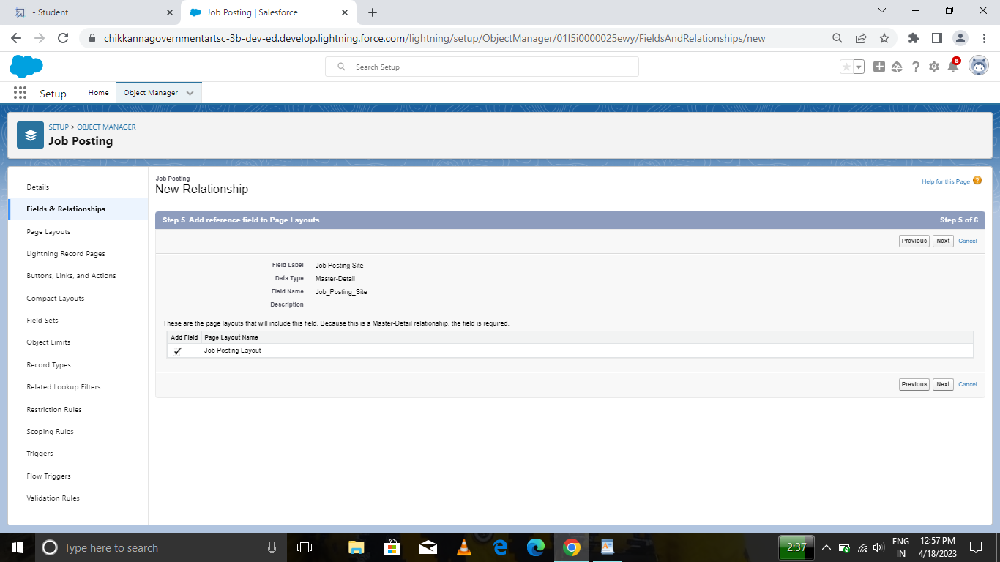 - Student
Job Posting | Salesforce
chikkannagovernmentartsc-3b-dev-ed.develop.lightning.force.com/lightning/setup/ObjectManager/01I5i0000025ewy/FieldsAndRelationships/new
Search Setup
8
Setup
Home
Object Manager
SETUP > OBJECT MANAGER
Job Posting
Details
Fields & Relationships
Page Layouts
Lightning Record Pages
Buttons, Links, and Actions
Compact Layouts
Field Sets
Object Limits
Record Types
Related Lookup Filters
Restriction Rules
Scoping Rules
Triggers
Flow Triggers
Validation Rules
Job Posting
New Relationship
Help for this Page ?
Step 5. Add reference field to Page Layouts Step 5 of 6
Previous Next Cancel
Field Label Job Posting Site
Data Type Master-Detail
Field Name Job_Posting_Site
Description
These are the page layouts that will include this field. Because this is a Master-Detail relationship, the field is required.
Add Field Page Layout Name
Job Posting Layout
Previous Next Cancel
Type here to search
2:37
ENG
IN
12:57 PM
4/18/2023